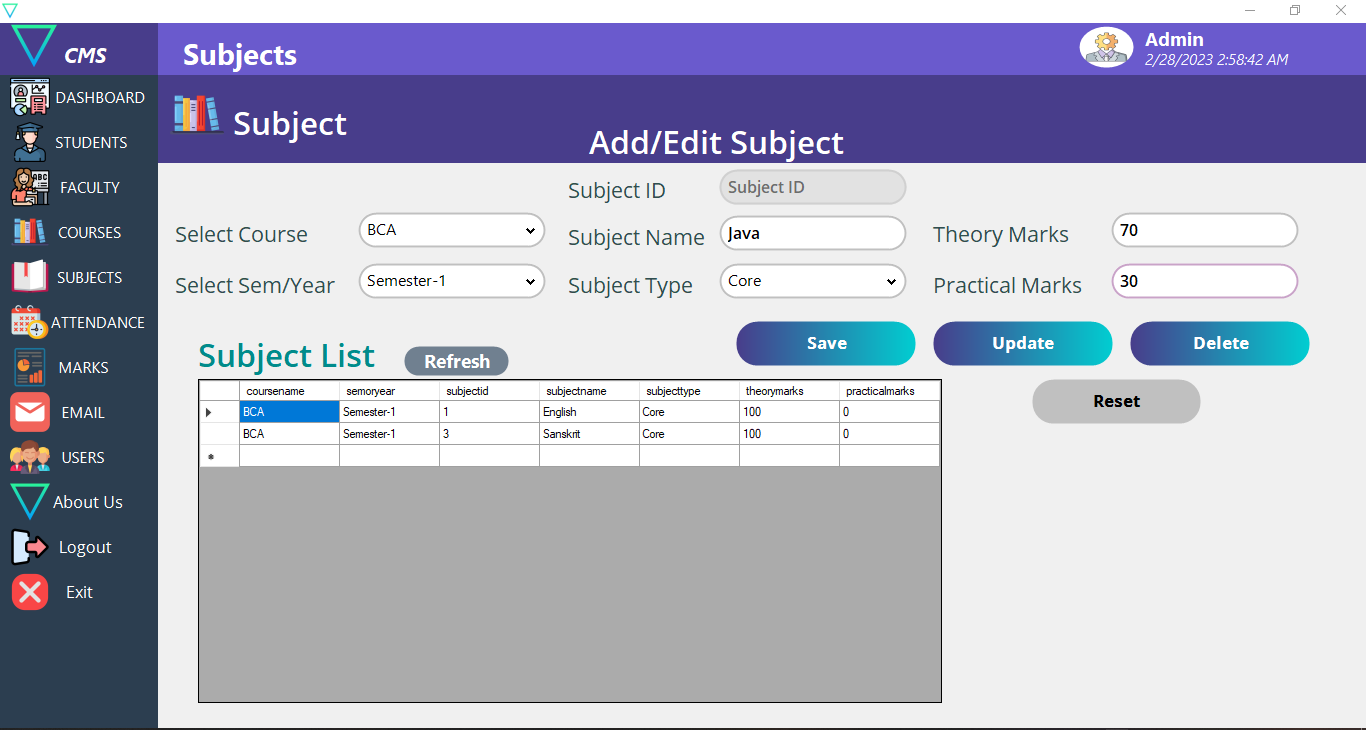 CMS
Subjects
Admin
2/28/2023 2:58:42 AM
DASHBOARD
STUDENTS
FACULTY
COURSES
SUBJECTS
ATTENDANCE
MARKS
EMAIL
USERS
About Us
Logout
Exit
Subject
Add/Edit Subject
Subject ID Subject ID
Select Course BCA Subject Name Java Theory Marks 70
Select Sem/Year Semester-1 Subject Type Core Practical Marks 30
Save Update Delete
Subject List Refresh
Reset
coursename semoryear subjectid subjectname subjecttype theorymarks practicalmarks
BCA Semester-1 1 English Core 100 0
BCA Semester-1 3 Sanskrit Core 100 0